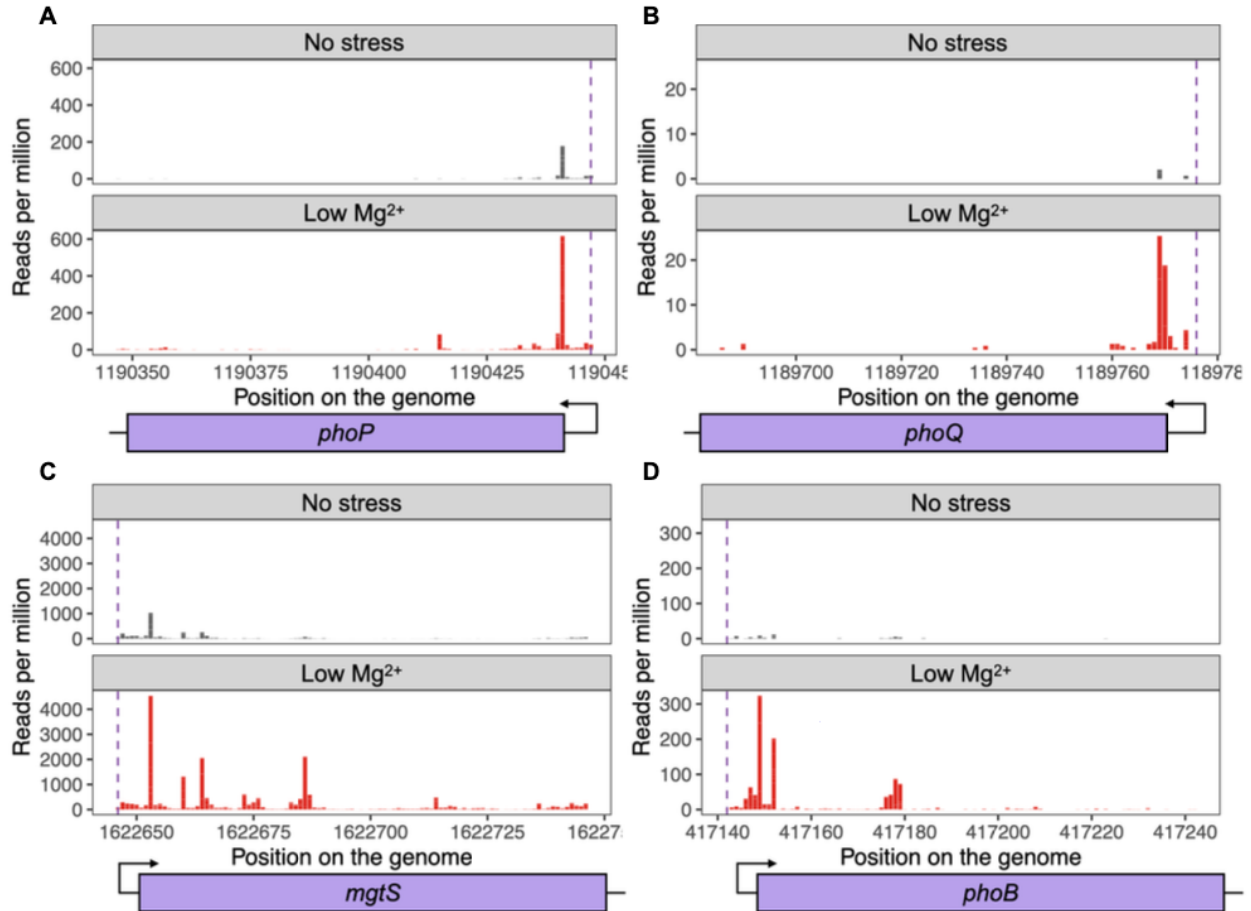 A
No stress
600
400
200
0
Low Mg²⁺
600
400
200
0
Reads per million
1190350 1190375 1190400 1190425 119045
Position on the genome
phoP
B
No stress
20
10
0
Low Mg²⁺
20
10
0
Reads per million
1189700 1189720 1189740 1189760 118978
Position on the genome
phoQ
C
No stress
4000
3000
2000
1000
0
Low Mg²⁺
4000
3000
2000
1000
0
Reads per million
1622650 1622675 1622700 1622725
Position on the genome
mgtS
D
No stress
300
200
100
0
Low Mg²⁺
300
200
100
0
Reads per million
417140 417160 417180 417200 417220 417240
Position on the genome
phoB